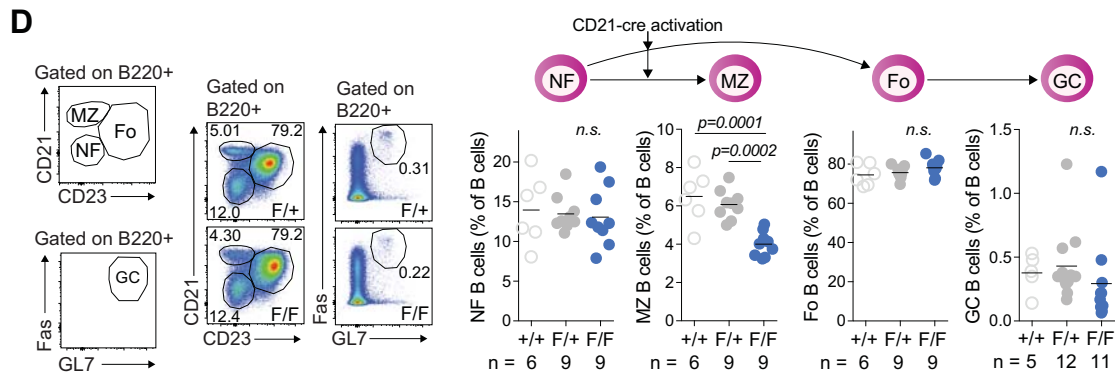 D
CD21-cre activation
NF
MZ
Fo
GC
Gated on B220+
MZ
Fo
NF
CD21
CD23
Gated on B220+
GC
Fas
GL7
Gated on
B220+
5.01
79.2
12.0
F/+
4.30
79.2
12.4
F/F
CD21
CD23
Gated on
B220+
0.31
F/+
0.22
F/F
Fas
GL7
NF B cells (% of B cells)
20
15
10
5
0
n.s.
+/+ F/+ F/F
n = 6 9 9
MZ B cells (% of B cells)
10
8
6
4
2
0
p=0.0001
p=0.0002
+/+ F/+ F/F
6 9 9
Fo B cells (% of B cells)
80
60
40
20
0
n.s.
+/+ F/+ F/F
n = 6 9 9
GC B cells (% of B cells)
1.5
1.0
0.5
0.0
n.s.
+/+ F/+ F/F
n = 5 12 11